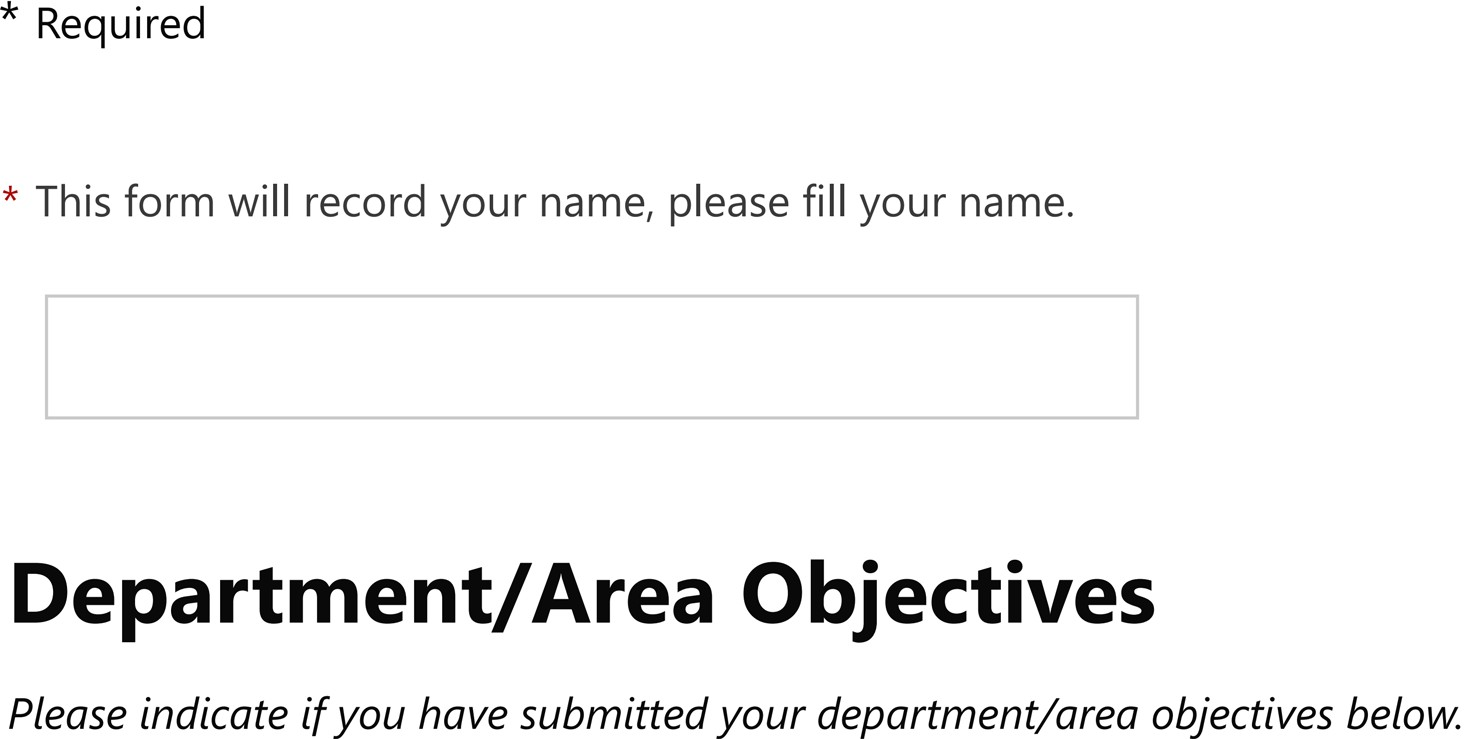 * Required
* This form will record your name, please fill your name.
Department/Area Objectives
Please indicate if you have submitted your department/area objectives below.